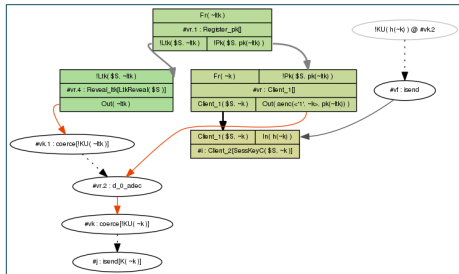 Fr( ~ltk )
#vr.1 : Register_pk[]
!Ltk( $S, ~ltk ) !Pk( $S, pk(~ltk) )
!KU( h(~k) ) @ #vk.2
!Ltk( $S, ~ltk )
#vr.4 : Reveal_ltk[LtkReveal( $S )]
Out( ~ltk )
Fr( ~k ) !Pk( $S, pk(~ltk) )
#vr : Client_1[]
Client_1( $S, ~k ) Out( aenc(<'1', ~k>, pk(~ltk)) )
#vf : isend
#vk.1 : coerce[!KU( ~ltk )]
Client_1( $S, ~k ) In( h(~k) )
#i : Client_2[SessKeyC( $S, ~k )]
#vr.2 : d_0_adec
#vk : coerce[!KU( ~k )]
#j : isend[K( ~k )]